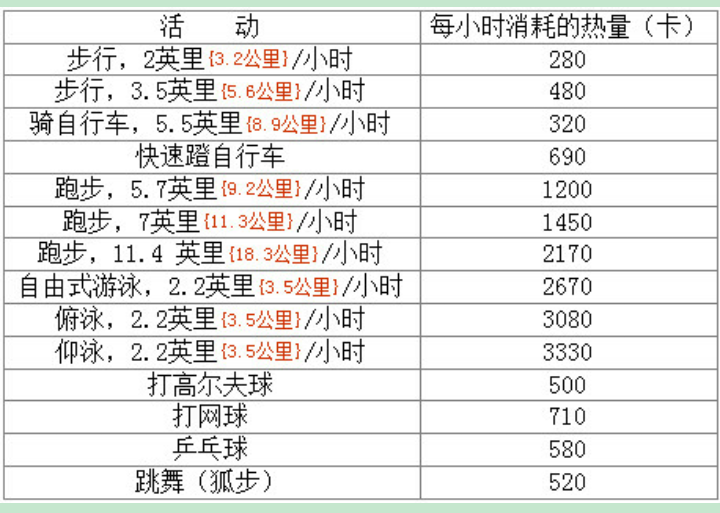 活 动 每小时消耗的热量（卡）
步行，2英里{3.2公里}/小时 280
步行，3.5英里{5.6公里}/小时 480
骑自行车，5.5英里{8.9公里}/小时 320
快速蹬自行车 690
跑步，5.7英里{9.2公里}/小时 1200
跑步，7英里{11.3公里}/小时 1450
跑步，11.4 英里{18.3公里}/小时 2170
自由式游泳，2.2英里{3.5公里}/小时 2670
俯泳，2.2英里{3.5公里}/小时 3080
仰泳，2.2英里{3.5公里}/小时 3330
打高尔夫球 500
打网球 710
乒乓球 580
跳舞（狐步） 520